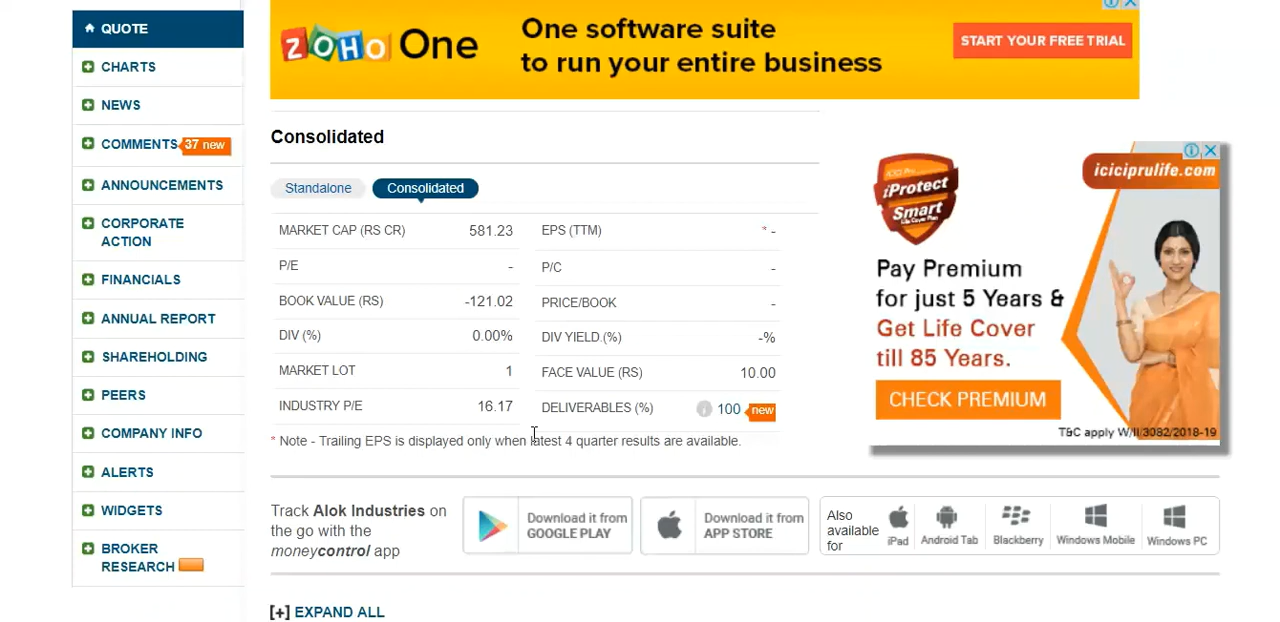 QUOTE
CHARTS
NEWS
COMMENTS 37 new
ANNOUNCEMENTS
CORPORATE
ACTION
FINANCIALS
ANNUAL REPORT
SHAREHOLDING
PEERS
COMPANY INFO
ALERTS
WIDGETS
BROKER
RESEARCH
ZOHO One
One software suite
to run your entire business
START YOUR FREE TRIAL
Consolidated
Standalone Consolidated
MARKET CAP (RS CR) 581.23 EPS (TTM) * -
P/E - P/C -
BOOK VALUE (RS) -121.02 PRICE/BOOK -
DIV (%) 0.00% DIV YIELD.(%) -%
MARKET LOT 1 FACE VALUE (RS) 10.00
INDUSTRY P/E 16.17 DELIVERABLES (%) 100 new
* Note - Trailing EPS is displayed only when latest 4 quarter results are available.
iciciprulife.com
iProtect
Smart
Pay Premium
for just 5 Years &
Get Life Cover
till 85 Years.
CHECK PREMIUM
T&C apply W/II/3082/2018-19
Track Alok Industries on
the go with the
moneycontrol app
Download it from
GOOGLE PLAY
Download it from
APP STORE
Also
available
for
iPad Android Tab Blackberry Windows Mobile Windows PC
[+] EXPAND ALL